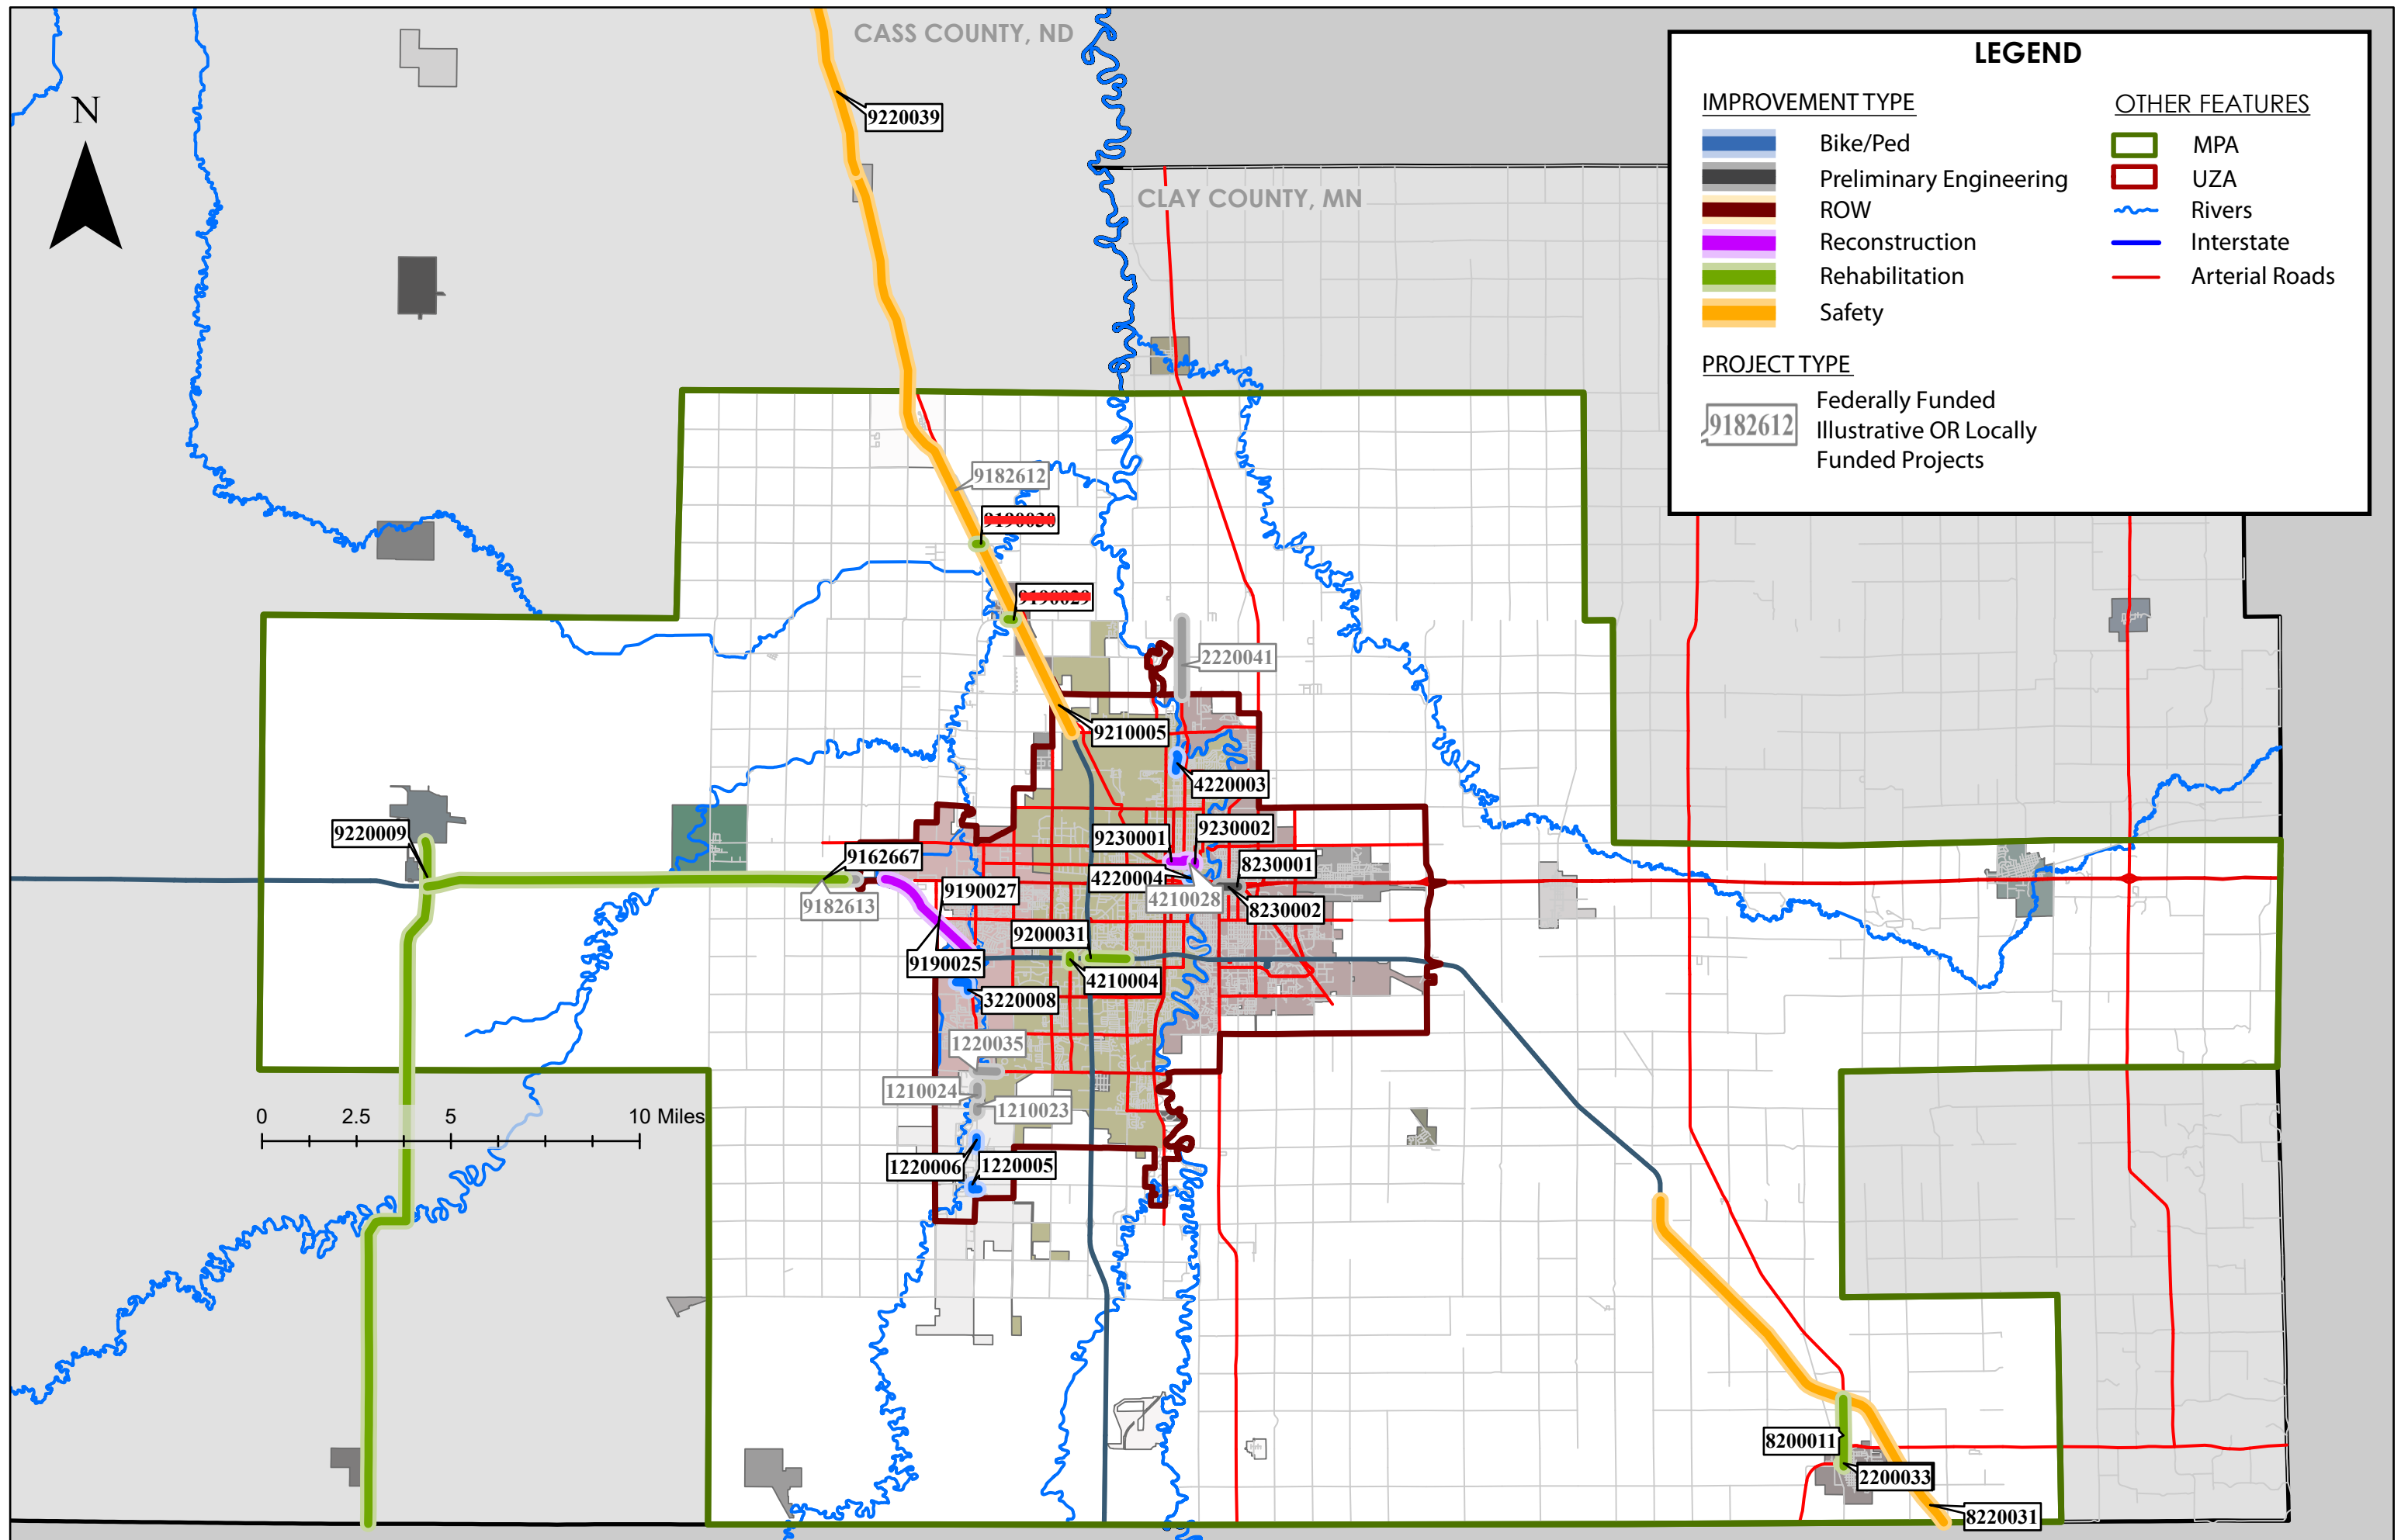 CASS COUNTY, ND
LEGEND
IMPROVEMENT TYPE
OTHER FEATURES
Bike/Ped
MPA
Preliminary Engineering
UZA
ROW
Rivers
Reconstruction
Interstate
Rehabilitation
Arterial Roads
Safety
PROJECT TYPE
9182612
Federally Funded
Illustrative OR Locally
Funded Projects
N
9220039
CLAY COUNTY, MN
9182612
9190030
9190029
2220041
9210005
4220003
9220009
9230001
9230002
9162667
8230001
4220004
9190027
4210028
9182613
8230002
9200031
9190025
4210004
3220008
1220035
1210024
1210023
0 2.5 5 10 Miles
1220006
1220005
8200011
2200033
8220031